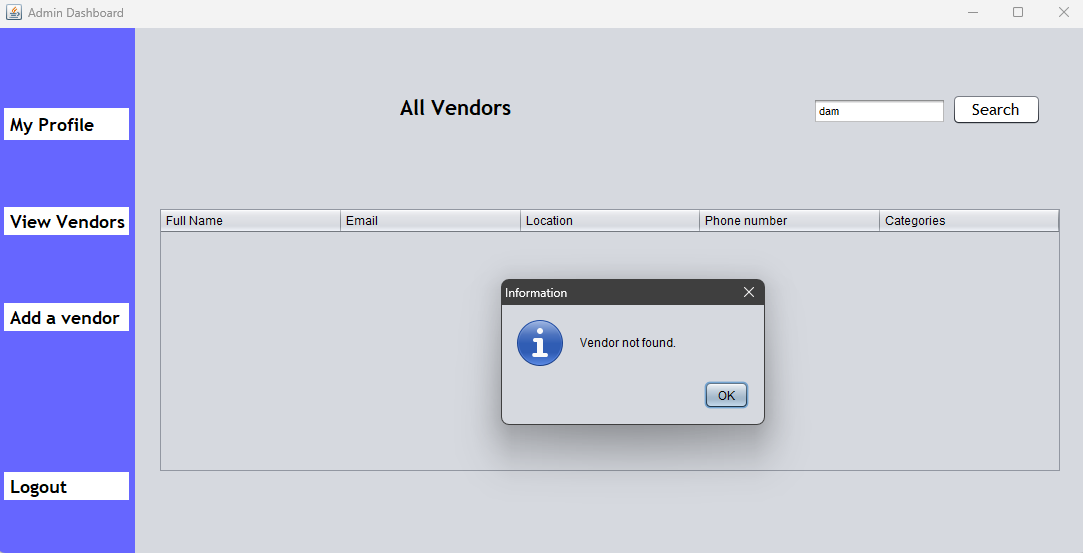 Admin Dashboard
All Vendors
dam
Search
My Profile
View Vendors
Add a vendor
Logout
Full Name Email Location Phone number Categories
Information
Vendor not found.
OK